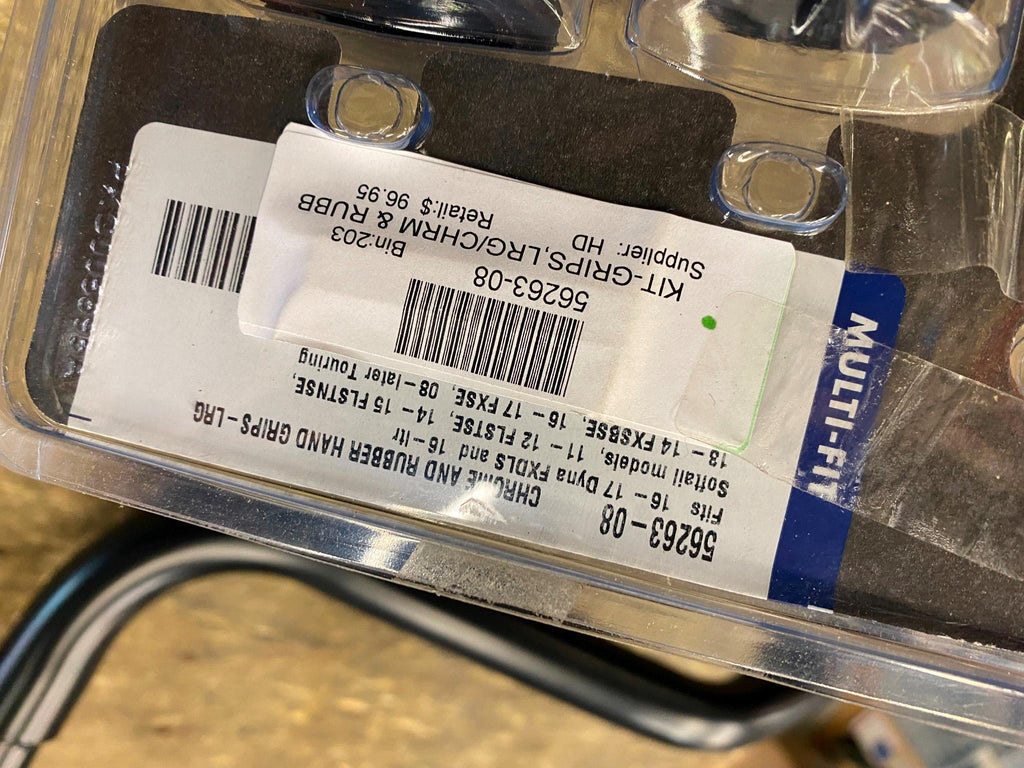 56263-08
CHROME AND RUBBER HAND GRIPS - LRG
Fits 16 - 17 Dyna FXDLS and 16 - ltr
Softail models, 11 - 12 FLSTSE, 14 - 15 FLSTNSE,
13 - 14 FXSBSE, 16 - 17 FXSE, 08 - later Touring
56263-08
Bin:203
KIT-GRIPS,LRG/CHRM & RUBB
Supplier: HD
Retail:$ 96.95
MULTI-FIT